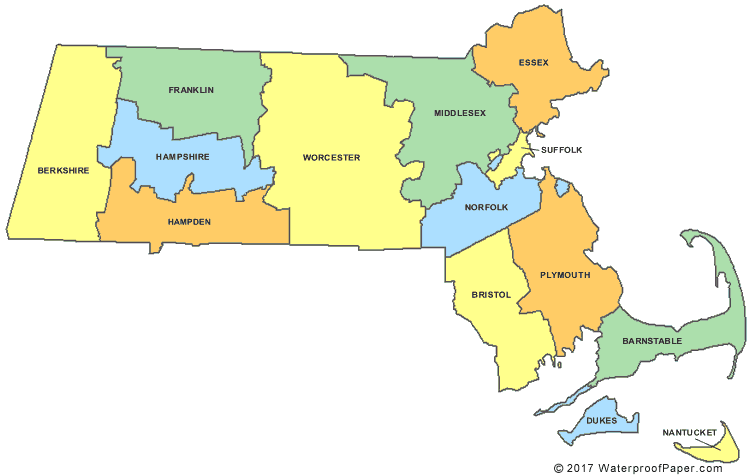 ESSEX
FRANKLIN
MIDDLESEX
SUFFOLK
HAMPSHIRE
WORCESTER
BERKSHIRE
NORFOLK
HAMPDEN
PLYMOUTH
BRISTOL
BARNSTABLE
DUKES
NANTUCKET
© 2017 WaterproofPaper.com